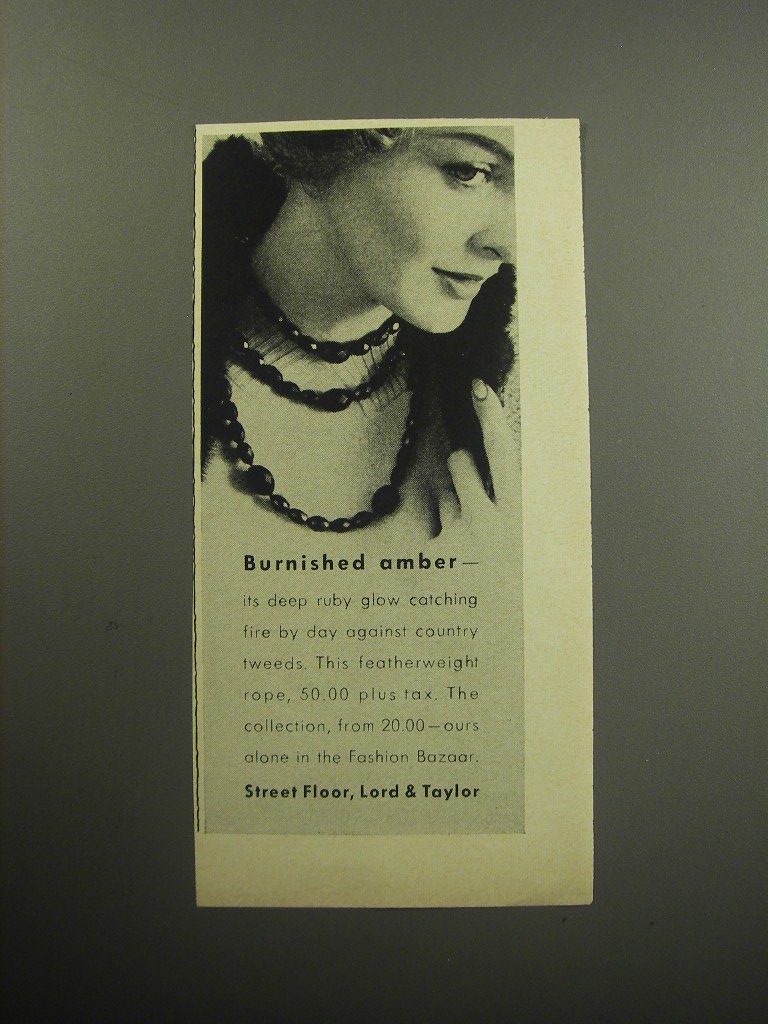 Burnished amber—
its deep ruby glow catching
fire by day against country
tweeds. This featherweight
rope, 50.00 plus tax. The
collection, from 20.00—ours
alone in the Fashion Bazaar.
Street Floor, Lord & Taylor